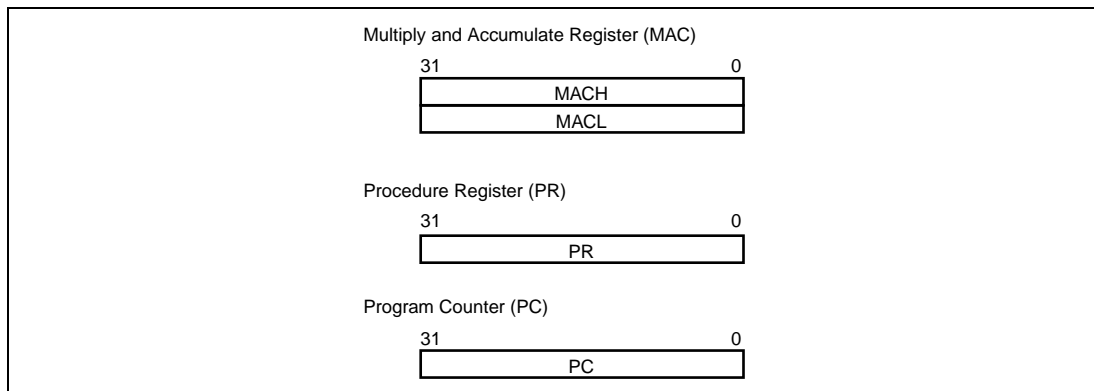 Multiply and Accumulate Register (MAC)
31 0
MACH
MACL
Procedure Register (PR)
31 0
PR
Program Counter (PC)
31 0
PC